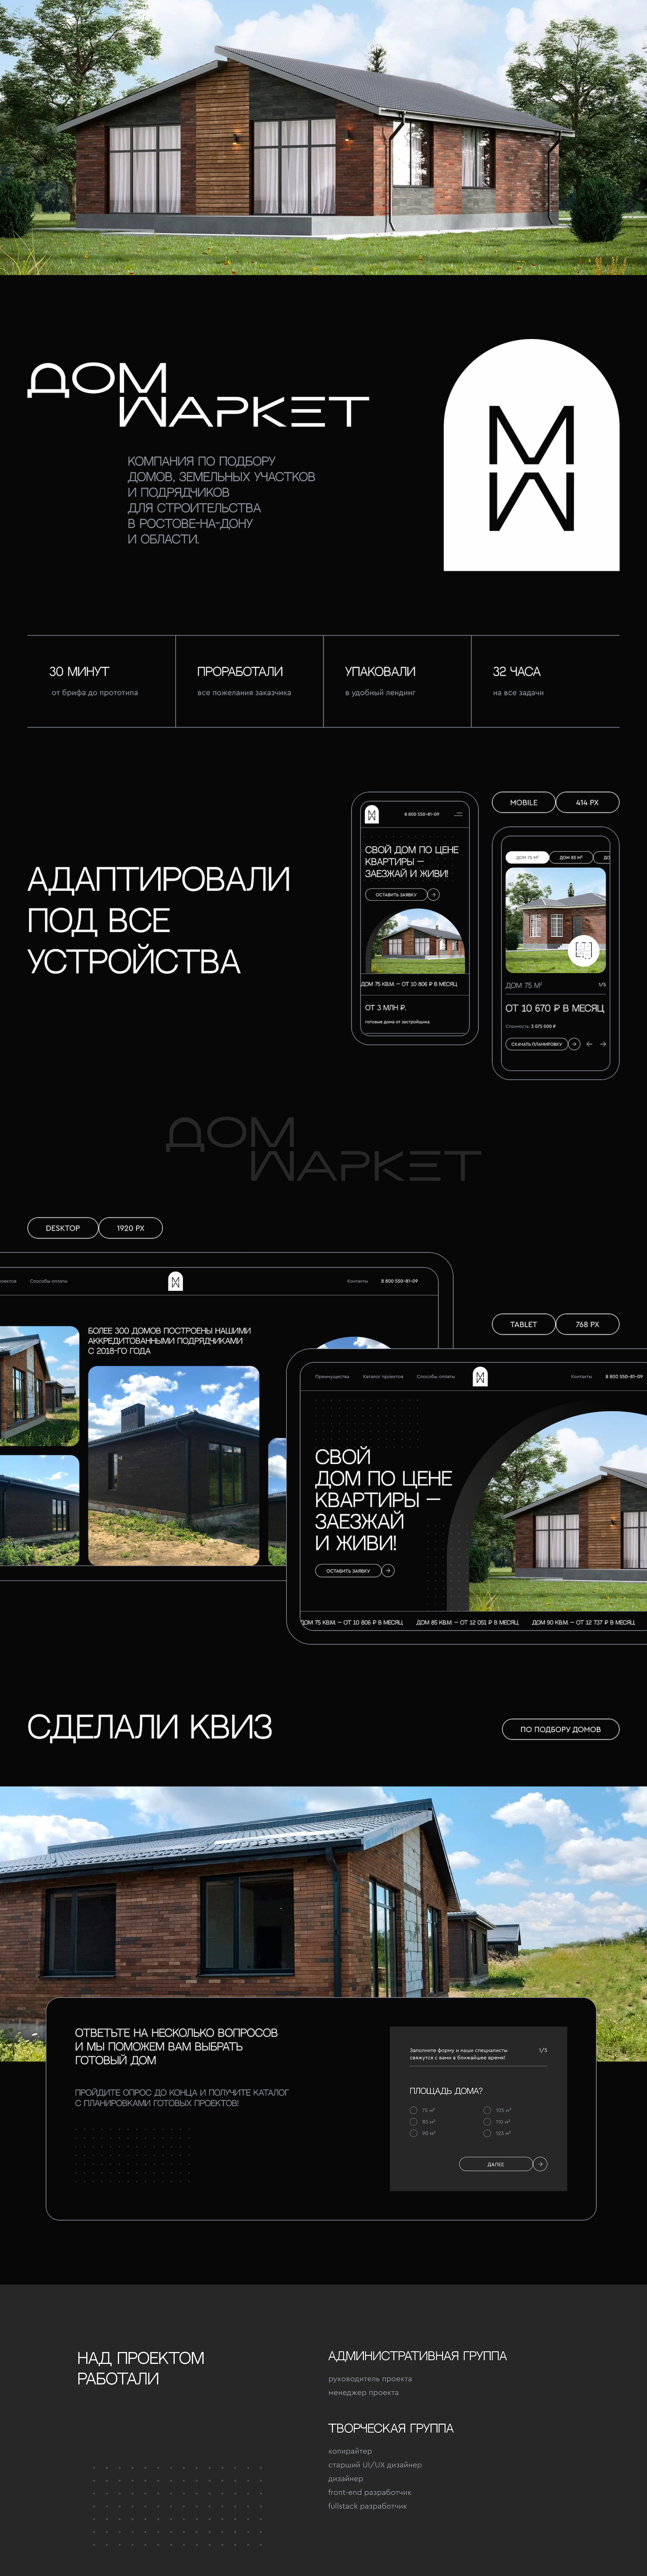 ДОМ
МАРКЕТ
КОМПАНИЯ ПО ПОДБОРУ
ДОМОВ, ЗЕМЕЛЬНЫХ УЧАСТКОВ
И ПОДРЯДЧИКОВ
ДЛЯ СТРОИТЕЛЬСТВА
В РОСТОВЕ-НА-ДОНУ
И ОБЛАСТИ.
30 МИНУТ
от брифа до прототипа
ПРОРАБОТАЛИ
все пожелания заказчика
УПАКОВАЛИ
в удобный лендинг
32 ЧАСА
на все задачи
АДАПТИРОВАЛИ
ПОД ВСЕ
УСТРОЙСТВА
8 800 550-81-09
СВОЙ ДОМ ПО ЦЕНЕ
КВАРТИРЫ —
ЗАЕЗЖАЙ И ЖИВИ!
ОСТАВИТЬ ЗАЯВКУ
ДОМ 75 КВ.М. — ОТ 10 806 ₽ В МЕСЯЦ
ОТ 3 МЛН ₽.
готовые дома от застройщика
MOBILE
414 PX
ДОМ 75 М²
ДОМ 85 М²
ДО
ДОМ 75 М²
1/5
ОТ 10 670 ₽ В МЕСЯЦ
Стоимость: 3 075 000 ₽
СКАЧАТЬ ПЛАНИРОВКУ
ДОМ
МАРКЕТ
DESKTOP
1920 PX
Способы оплаты
Контакты
8 800 550-81-09
БОЛЕЕ 300 ДОМОВ ПОСТРОЕНЫ НАШИМИ
АККРЕДИТОВАННЫМИ ПОДРЯДЧИКАМИ
С 2018-ГО ГОДА
TABLET
768 PX
Преимущества
Каталог проектов
Способы оплаты
Контакты
8 800 550-81-09
СВОЙ
ДОМ ПО ЦЕНЕ
КВАРТИРЫ —
ЗАЕЗЖАЙ
И ЖИВИ!
ОСТАВИТЬ ЗАЯВКУ
ДОМ 75 КВ.М. — ОТ 10 806 ₽ В МЕСЯЦ
ДОМ 85 КВ.М. — ОТ 12 051 ₽ В МЕСЯЦ
ДОМ 90 КВ.М. — ОТ 12 737 ₽ В МЕСЯЦ
СДЕЛАЛИ КВИЗ
ПО ПОДБОРУ ДОМОВ
ОТВЕТЬТЕ НА НЕСКОЛЬКО ВОПРОСОВ
И МЫ ПОМОЖЕМ ВАМ ВЫБРАТЬ
ГОТОВЫЙ ДОМ
ПРОЙДИТЕ ОПРОС ДО КОНЦА И ПОЛУЧИТЕ КАТАЛОГ
С ПЛАНИРОВКАМИ ГОТОВЫХ ПРОЕКТОВ!
Заполните форму и наши специалисты
свяжутся с вами в ближайшее время!
1/5
ПЛОЩАДЬ ДОМА?
75 м²
105 м²
85 м²
110 м²
90 м²
123 м²
ДАЛЕЕ
НАД ПРОЕКТОМ
РАБОТАЛИ
АДМИНИСТРАТИВНАЯ ГРУППА
руководитель проекта
менеджер проекта
ТВОРЧЕСКАЯ ГРУППА
копирайтер
старший UI/UX дизайнер
дизайнер
front-end разработчик
fullstack разработчик